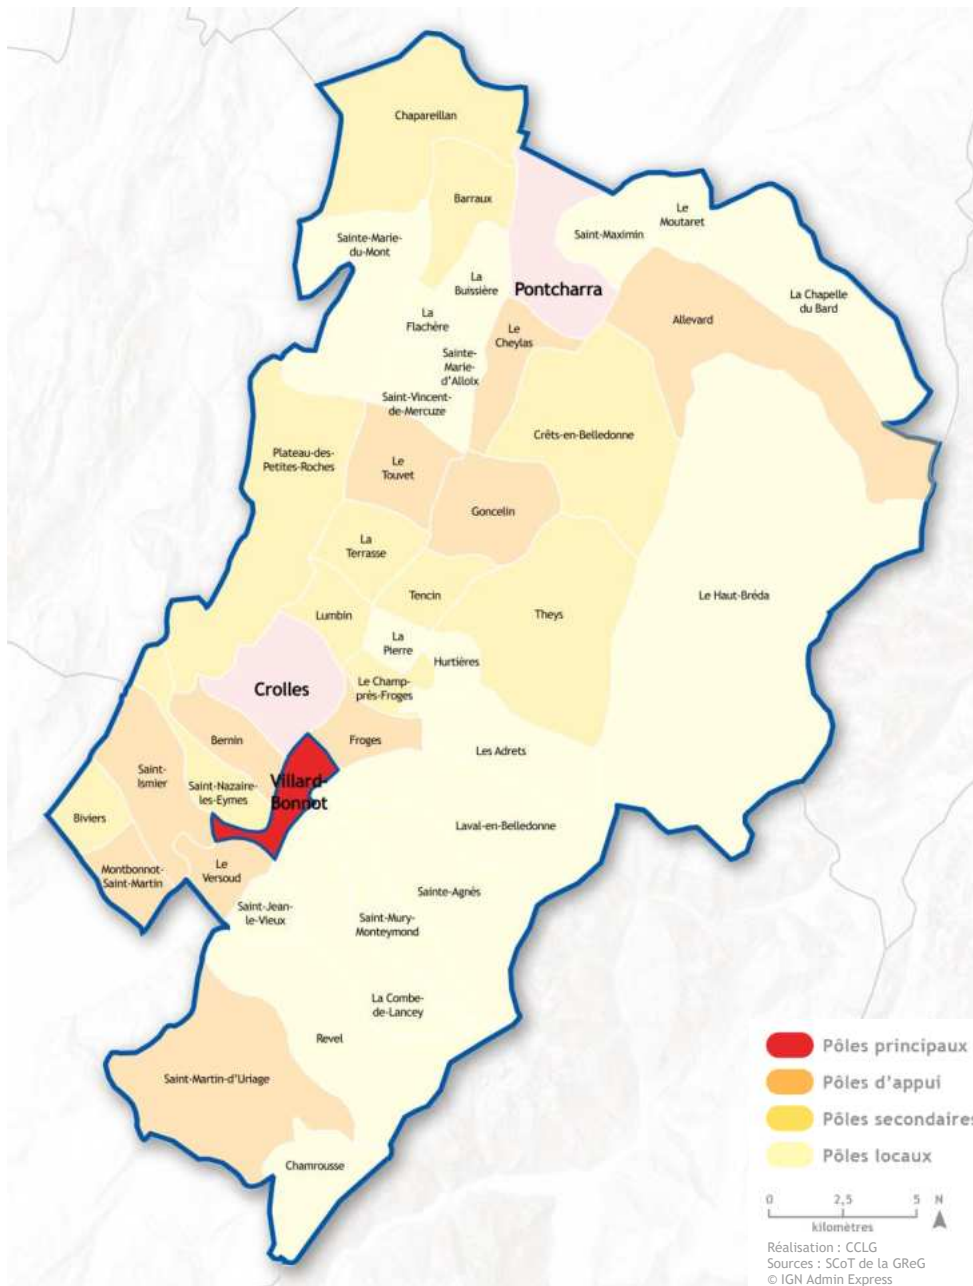 Chapareillan
Barraux
Le
Moutaret
Saint-Maximin
Sainte-Marie-
du-Mont
La
Buissière
Pontcharra
La Chapelle
du Bard
La
Flachère
Allevard
Le
Cheylas
Sainte-
Marie-
d'Alloix
Saint-Vincent-
de-Mercuze
Crêts-en-Belledonne
Plateau-des-
Petites-Roches
Le
Touvet
Goncelin
La
Terrasse
Tencin
Le Haut-Bréda
Lumbin
Theys
La
Pierre
Hurtières
Crolles
Le Champ-
près-Froges
Bernin
Froges
Les Adrets
Saint-
Ismier
Villard-
Bonnot
Saint-Nazaire-
les-Eymes
Biviers
Laval-en-Belledonne
Le
Versoud
Montbonnot-
Saint-Martin
Sainte-Agnès
Saint-Jean-
le-Vieux
Saint-Mury-
Monteymond
La Combe-
de-Lancey
Revel
Saint-Martin-d'Uriage
Chamrousse
Pôles principaux
Pôles d'appui
Pôles secondaires
Pôles locaux
0 2,5 5 N
kilomètres
Réalisation : CCLG
Sources : SCoT de la GReG
© IGN Admin Express